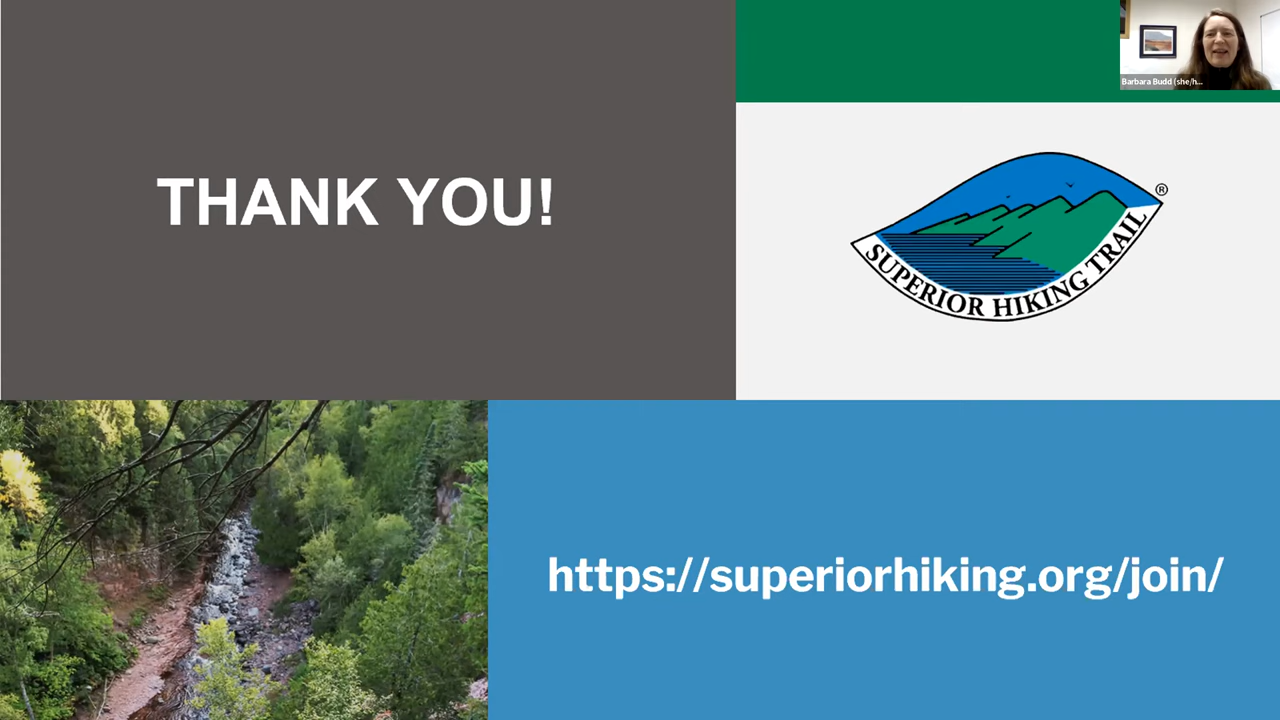 Barbara Budd (she/h...
THANK YOU!
SUPERIOR HIKING TRAIL
®
https://superiorhiking.org/join/